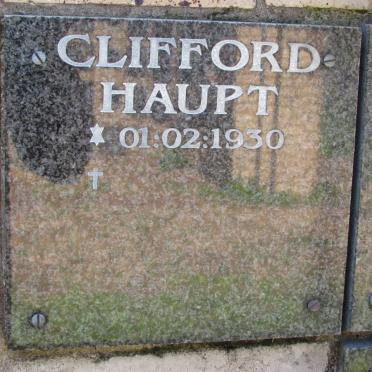 CLIFFORD
HAUPT
✡ 01:02:1930
✝